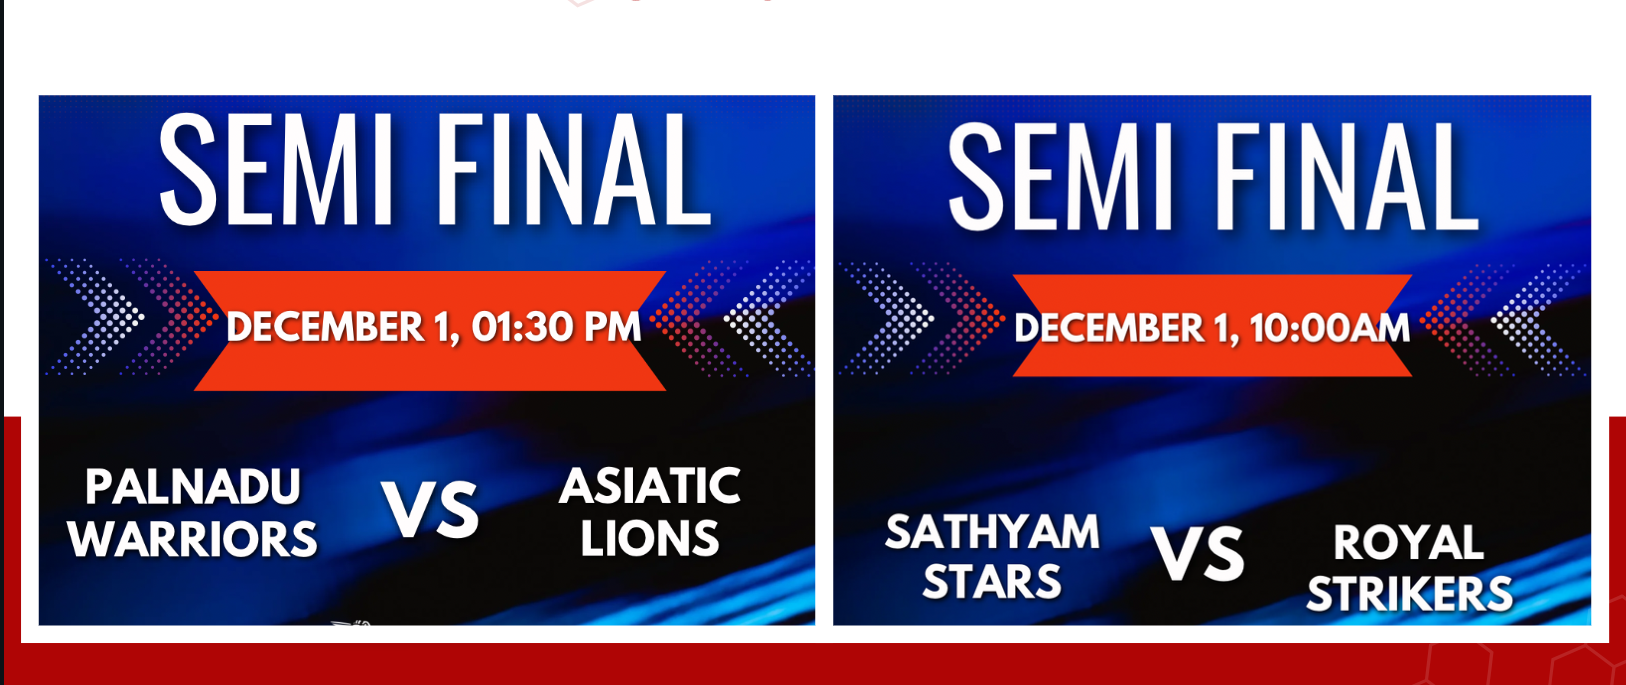 SEMI FINAL
DECEMBER 1, 01:30 PM
PALNADU
WARRIORS
VS
ASIATIC
LIONS
SEMI FINAL
DECEMBER 1, 10:00AM
SATHYAM
STARS
VS
ROYAL
STRIKERS